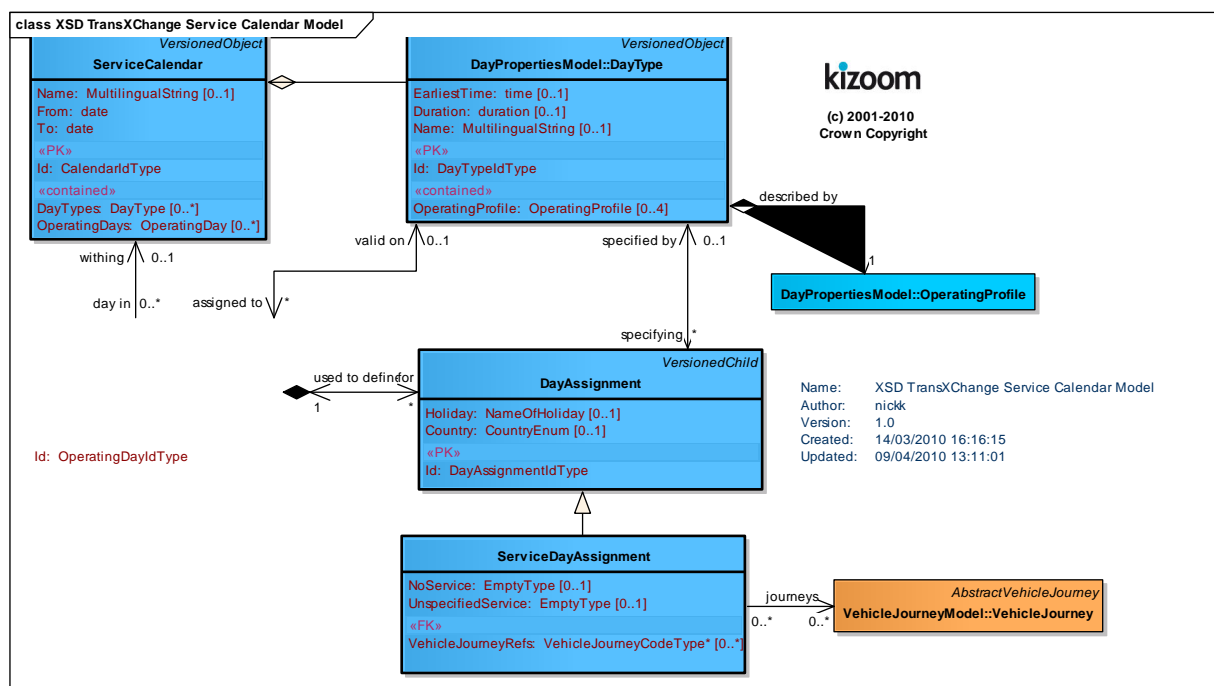 class XSD TransXChange Service Calendar Model
VersionedObject
ServiceCalendar
Name: MultilingualString [0..1]
From: date
To: date
«PK»
Id: CalendarIdType
«contained»
DayTypes: DayType [0..*]
OperatingDays: OperatingDay [0..*]
VersionedObject
DayPropertiesModel::DayType
EarliestTime: time [0..1]
Duration: duration [0..1]
Name: MultilingualString [0..1]
«PK»
Id: DayTypeIdType
«contained»
OperatingProfile: OperatingProfile [0..4]
kizoom
(c) 2001-2010
Crown Copyright
described by
1
DayPropertiesModel::OperatingProfile
withing 0..1
day in 0..*
valid on 0..1
assigned to *
specified by 0..1
specifying *
used to define for
1 *
VersionedChild
DayAssignment
Holiday: NameOfHoliday [0..1]
Country: CountryEnum [0..1]
«PK»
Id: DayAssignmentIdType
Name: XSD TransXChange Service Calendar Model
Author: nickk
Version: 1.0
Created: 14/03/2010 16:16:15
Updated: 09/04/2010 13:11:01
Id: OperatingDayIdType
ServiceDayAssignment
NoService: EmptyType [0..1]
UnspecifiedService: EmptyType [0..1]
«FK»
VehicleJourneyRefs: VehicleJourneyCodeType* [0..*]
journeys
0..* 0..*
AbstractVehicleJourney
VehicleJourneyModel::VehicleJourney